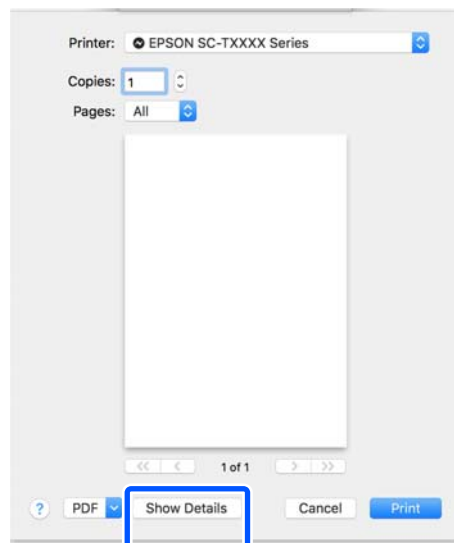 Printer: EPSON SC-TXXXX Series
Copies: 1
Pages: All
<< < 1 of 1 > >>
? PDF Show Details Cancel Print